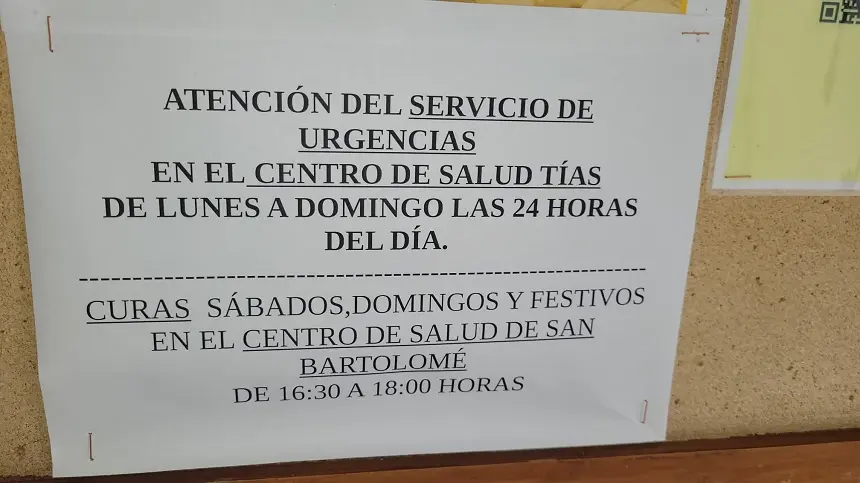 ATENCIÓN DEL SERVICIO DE
URGENCIAS
EN EL CENTRO DE SALUD TÍAS
DE LUNES A DOMINGO LAS 24 HORAS
DEL DÍA.
------------------------------------------------------
CURAS SÁBADOS,DOMINGOS Y FESTIVOS
EN EL CENTRO DE SALUD DE SAN
BARTOLOMÉ
DE 16:30 A 18:00 HORAS